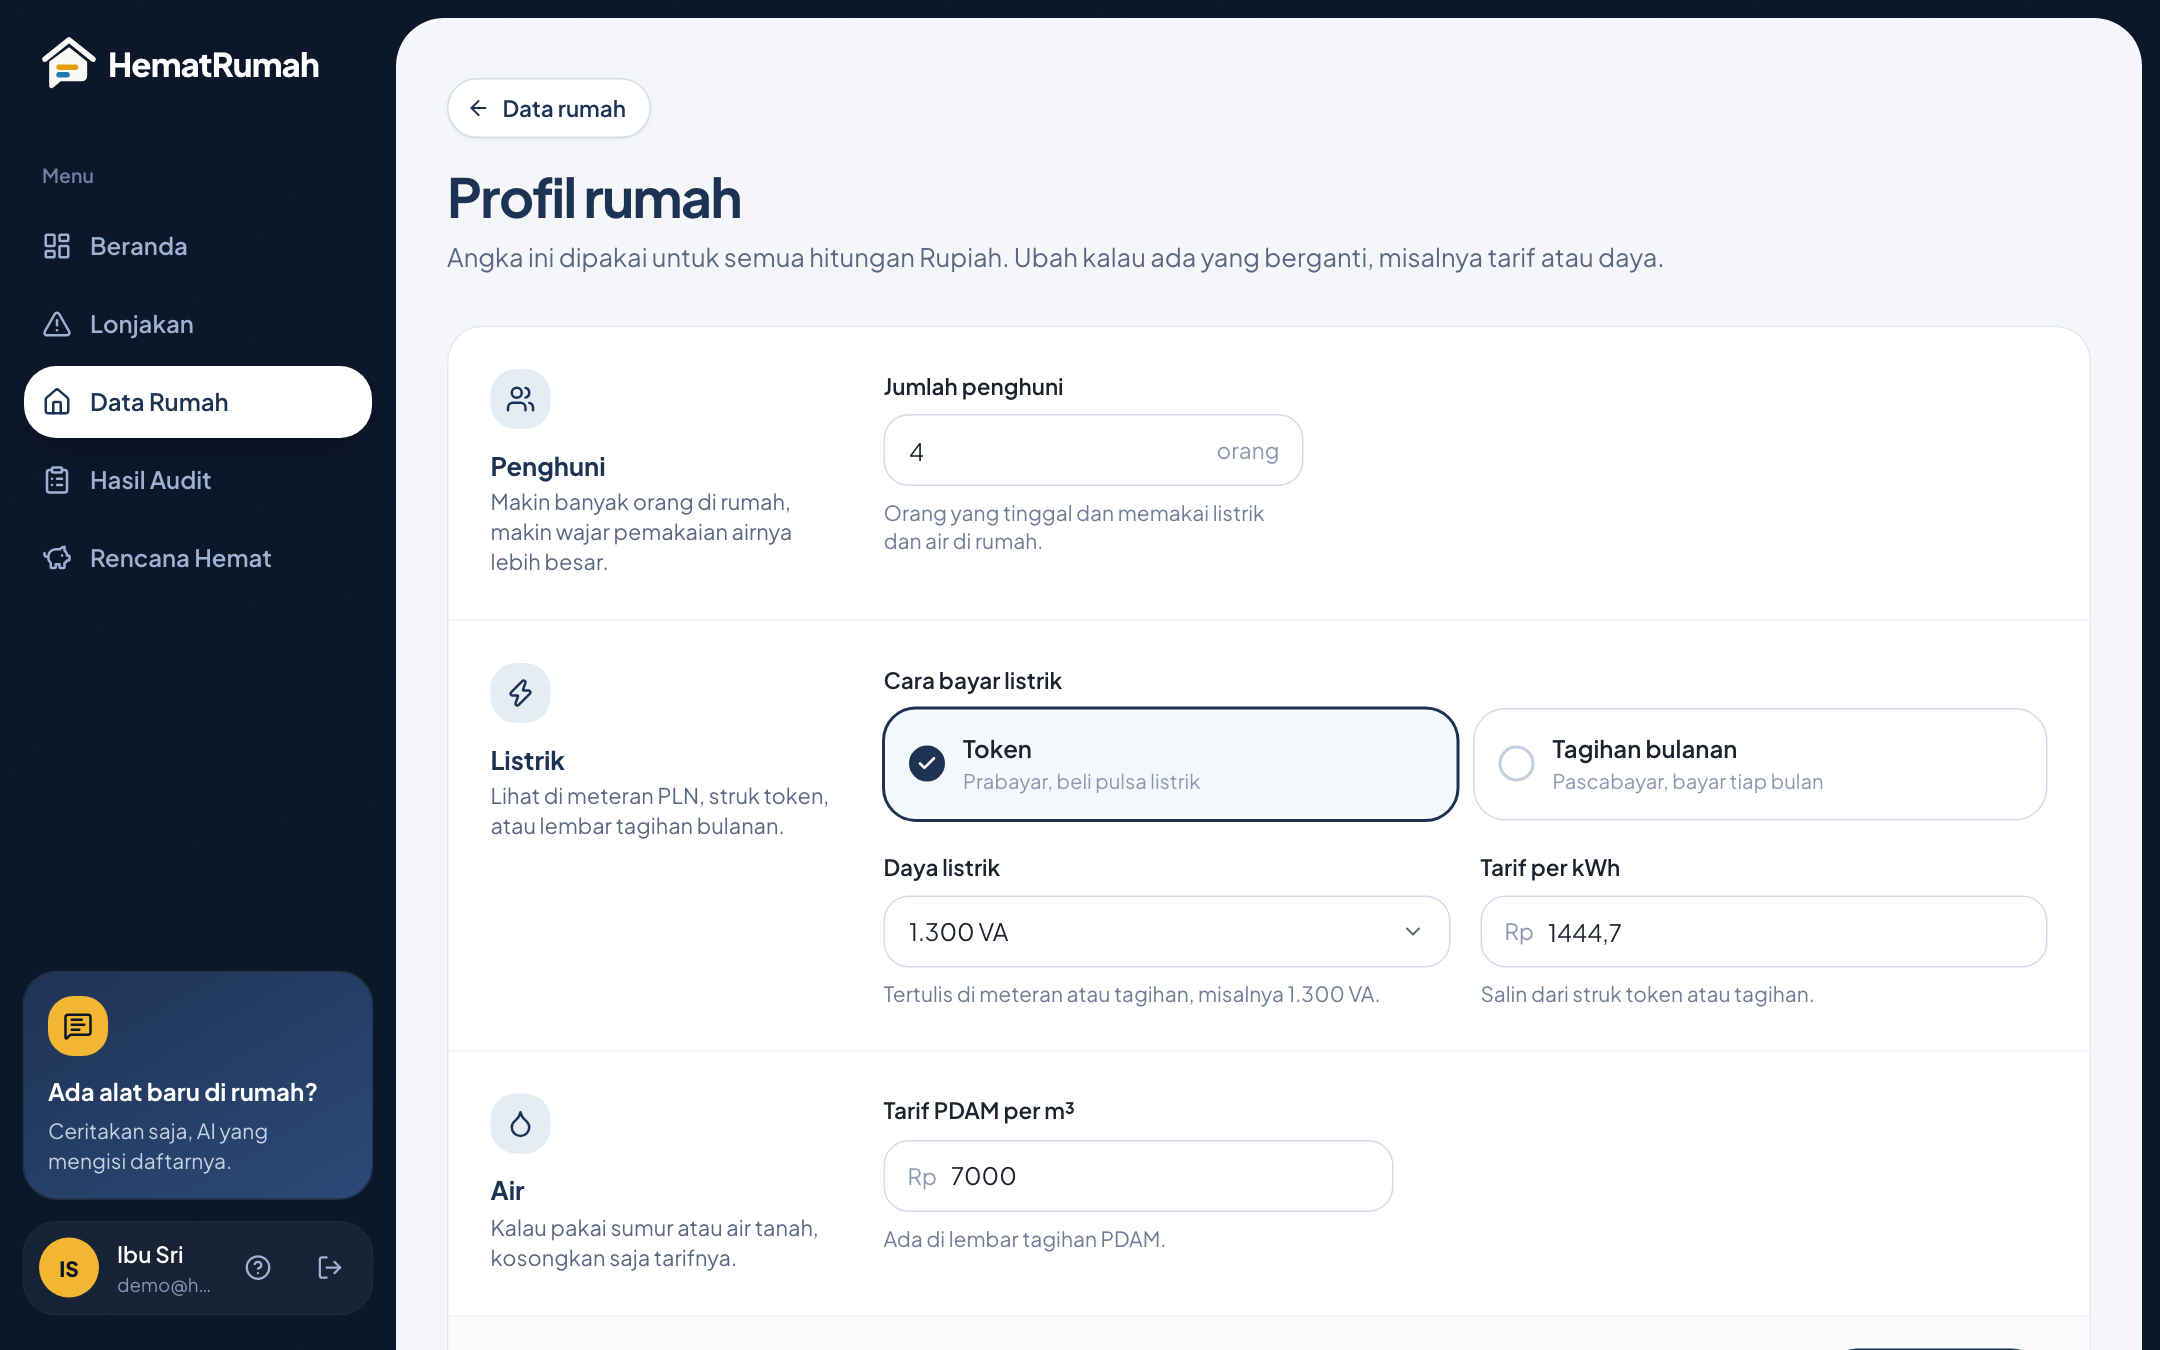 HematRumah
Menu
Beranda
Lonjakan
Data Rumah
Hasil Audit
Rencana Hemat
Ada alat baru di rumah?
Ceritakan saja, AI yang
mengisi daftarnya.
IS
Ibu Sri
demo@h...
Data rumah
Profil rumah
Angka ini dipakai untuk semua hitungan Rupiah. Ubah kalau ada yang berganti, misalnya tarif atau daya.
Penghuni
Makin banyak orang di rumah,
makin wajar pemakaian airnya
lebih besar.
Jumlah penghuni
4 orang
Orang yang tinggal dan memakai listrik
dan air di rumah.
Listrik
Lihat di meteran PLN, struk token,
atau lembar tagihan bulanan.
Cara bayar listrik
Token
Prabayar, beli pulsa listrik
Tagihan bulanan
Pascabayar, bayar tiap bulan
Daya listrik
1.300 VA
Tertulis di meteran atau tagihan, misalnya 1.300 VA.
Tarif per kWh
Rp 1444,7
Salin dari struk token atau tagihan.
Air
Kalau pakai sumur atau air tanah,
kosongkan saja tarifnya.
Tarif PDAM per m³
Rp 7000
Ada di lembar tagihan PDAM.